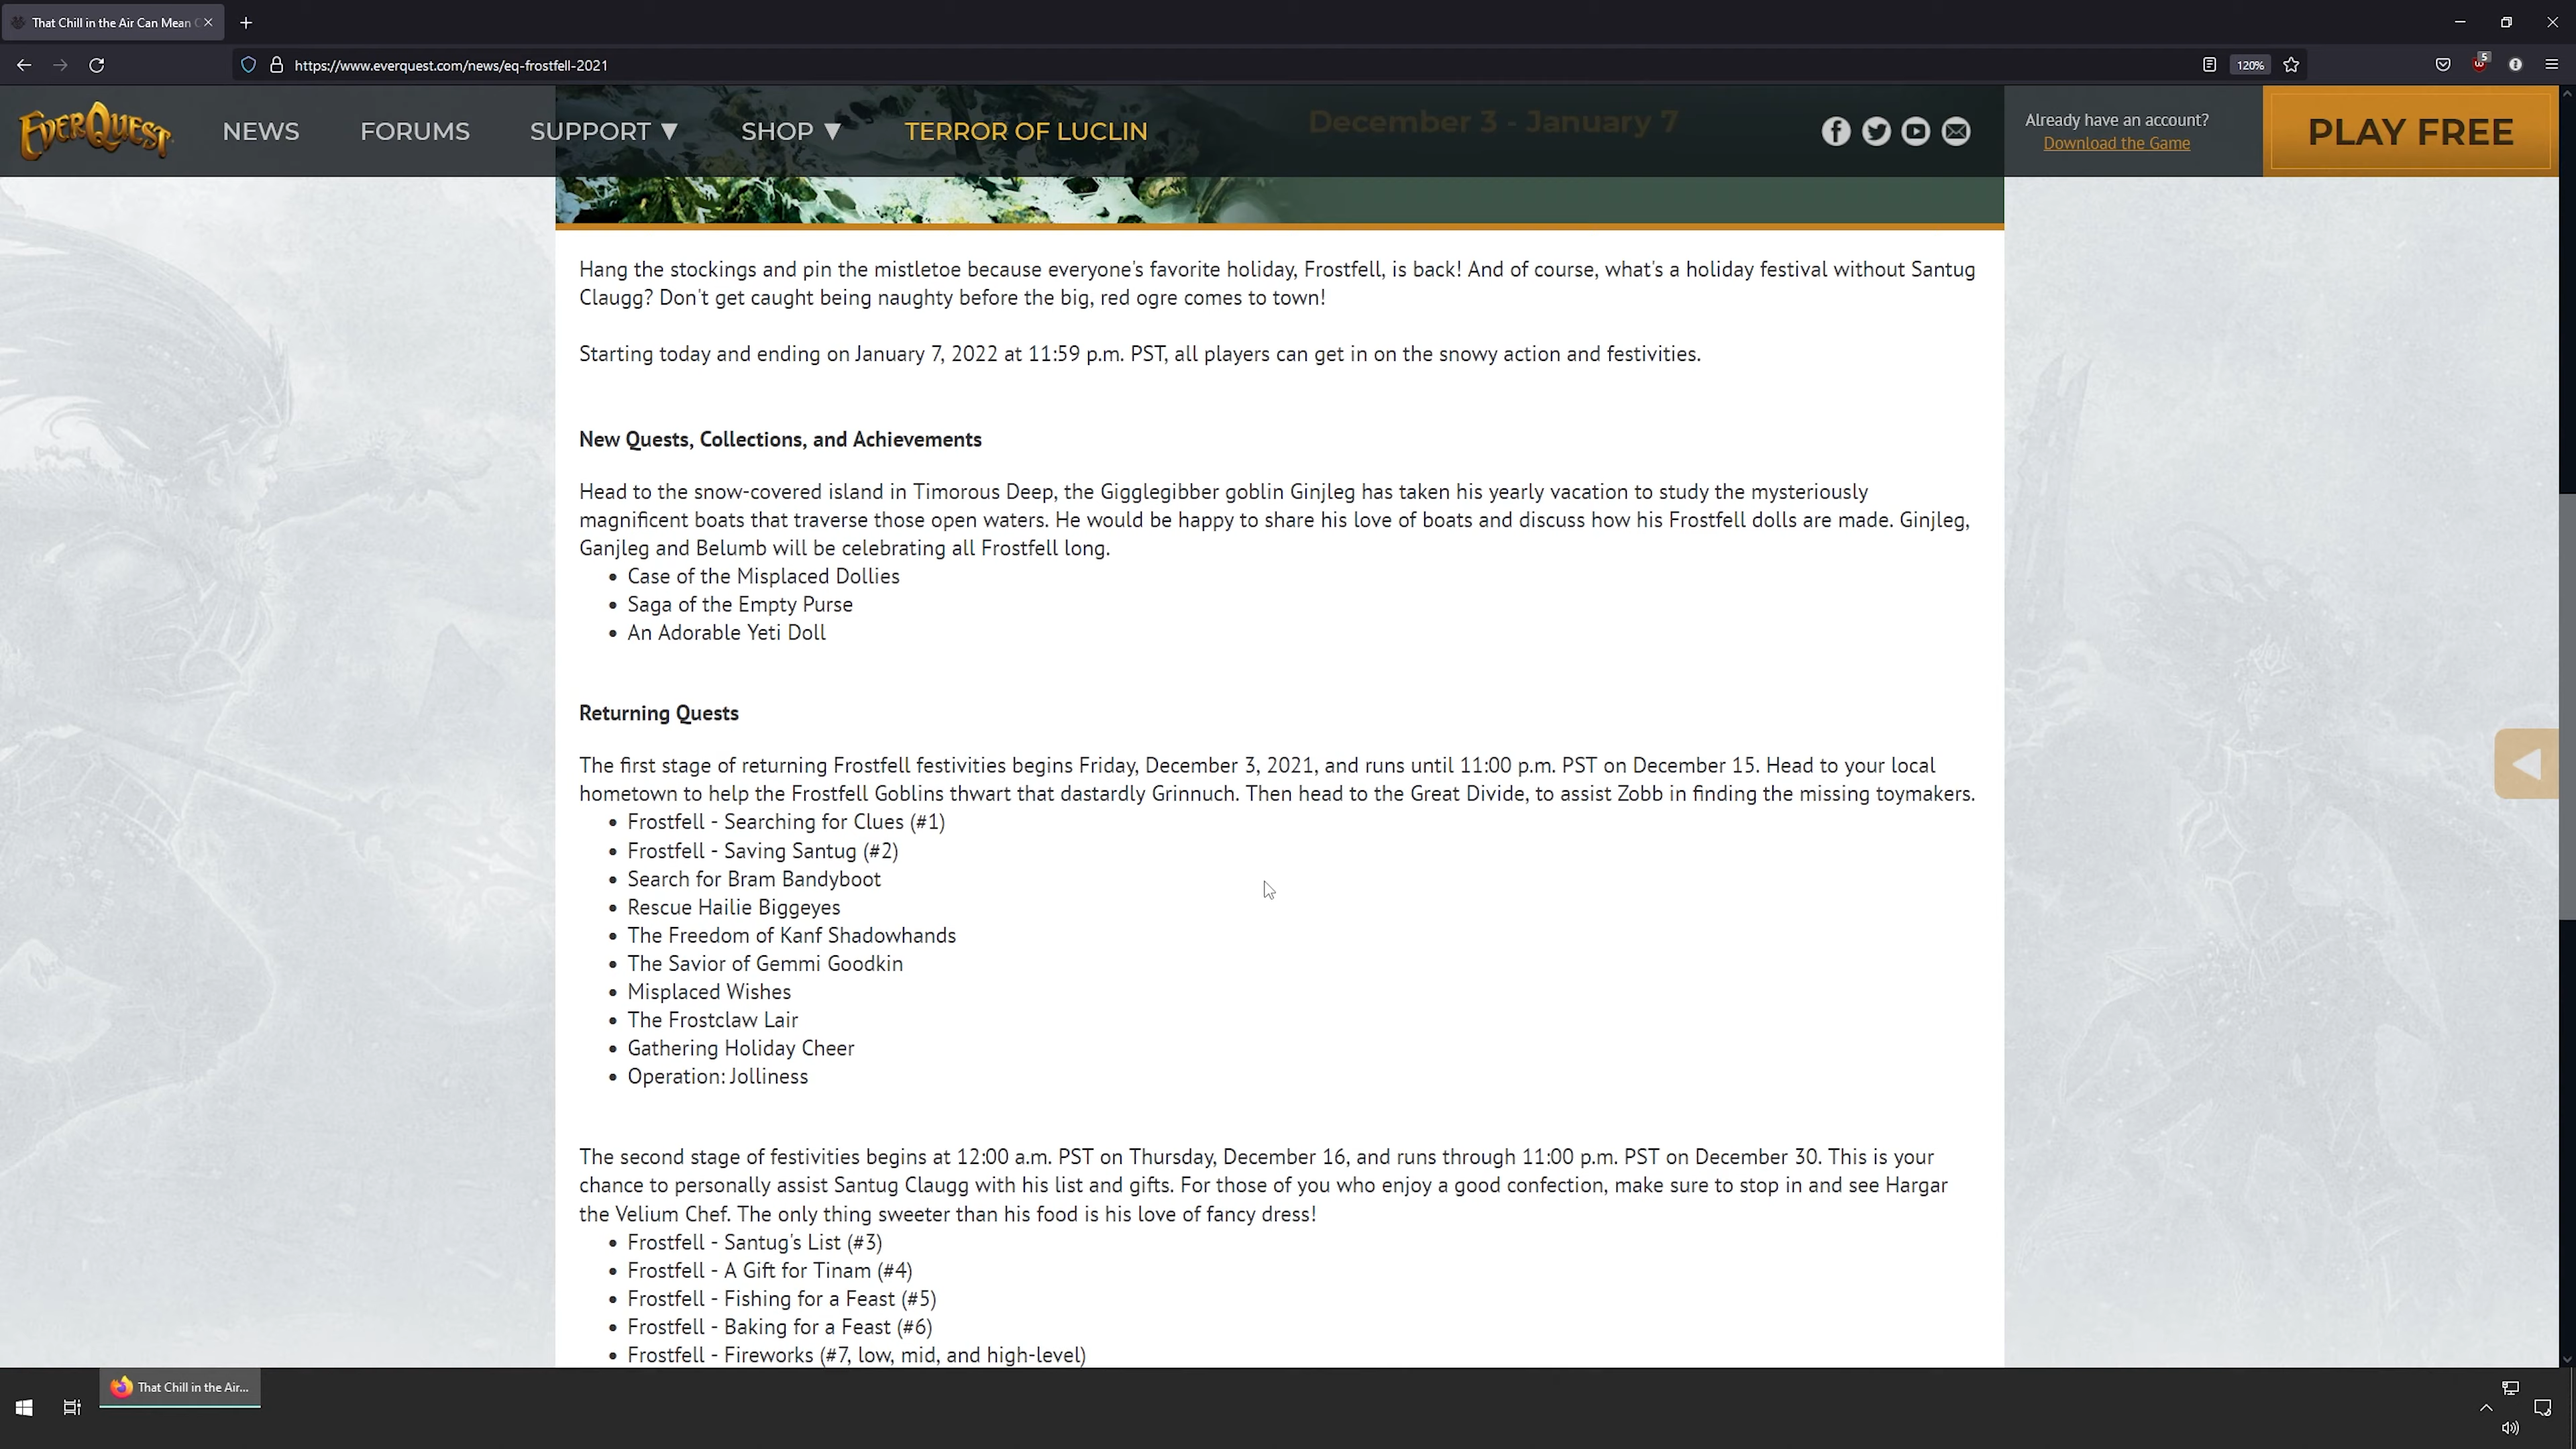 That Chill in the Air Can Mean
https://www.everquest.com/news/eq-frostfell-2021
120%
5
EVERQUEST
NEWS
FORUMS
SUPPORT ▼
SHOP ▼
TERROR OF LUCLIN
December 3 - January 7
Already have an account?
Download the Game
PLAY FREE
Hang the stockings and pin the mistletoe because everyone's favorite holiday, Frostfell, is back! And of course, what's a holiday festival without Santug
Claugg? Don't get caught being naughty before the big, red ogre comes to town!
Starting today and ending on January 7, 2022 at 11:59 p.m. PST, all players can get in on the snowy action and festivities.
New Quests, Collections, and Achievements
Head to the snow-covered island in Timorous Deep, the Gigglegibber goblin Ginjleg has taken his yearly vacation to study the mysteriously
magnificent boats that traverse those open waters. He would be happy to share his love of boats and discuss how his Frostfell dolls are made. Ginjleg,
Ganjleg and Belumb will be celebrating all Frostfell long.
• Case of the Misplaced Dollies
• Saga of the Empty Purse
• An Adorable Yeti Doll
Returning Quests
The first stage of returning Frostfell festivities begins Friday, December 3, 2021, and runs until 11:00 p.m. PST on December 15. Head to your local
hometown to help the Frostfell Goblins thwart that dastardly Grinnuch. Then head to the Great Divide, to assist Zobb in finding the missing toymakers.
• Frostfell - Searching for Clues (#1)
• Frostfell - Saving Santug (#2)
• Search for Bram Bandyboot
• Rescue Hailie Biggeyes
• The Freedom of Kanf Shadowhands
• The Savior of Gemmi Goodkin
• Misplaced Wishes
• The Frostclaw Lair
• Gathering Holiday Cheer
• Operation: Jolliness
The second stage of festivities begins at 12:00 a.m. PST on Thursday, December 16, and runs through 11:00 p.m. PST on December 30. This is your
chance to personally assist Santug Claugg with his list and gifts. For those of you who enjoy a good confection, make sure to stop in and see Hargar
the Velium Chef. The only thing sweeter than his food is his love of fancy dress!
• Frostfell - Santug's List (#3)
• Frostfell - A Gift for Tinam (#4)
• Frostfell - Fishing for a Feast (#5)
• Frostfell - Baking for a Feast (#6)
• Frostfell - Fireworks (#7, low, mid, and high-level)
That Chill in the Air...